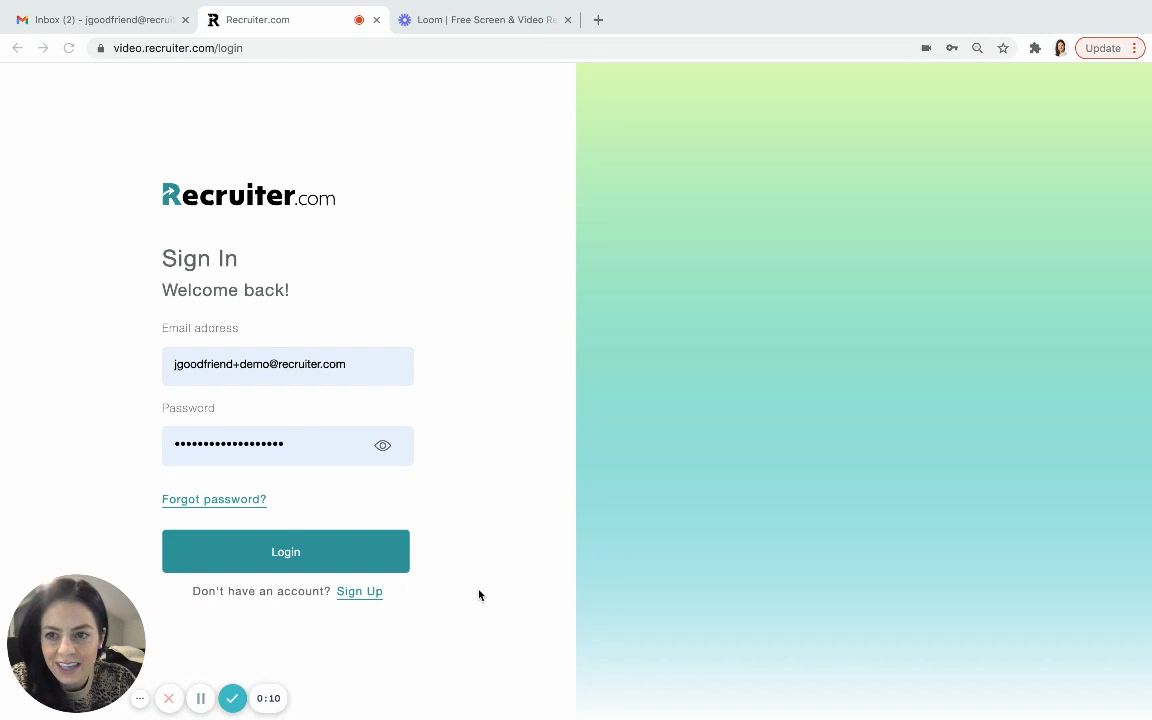 Inbox (2) - jgoodfriend@recruit
Recruiter.com
Loom | Free Screen & Video Re
video.recruiter.com/login
Update
Recruiter.com
Sign In
Welcome back!
Email address
jgoodfriend+demo@recruiter.com
Password
••••••••••••••••••
Forgot password?
Login
Don't have an account? Sign Up
0:10